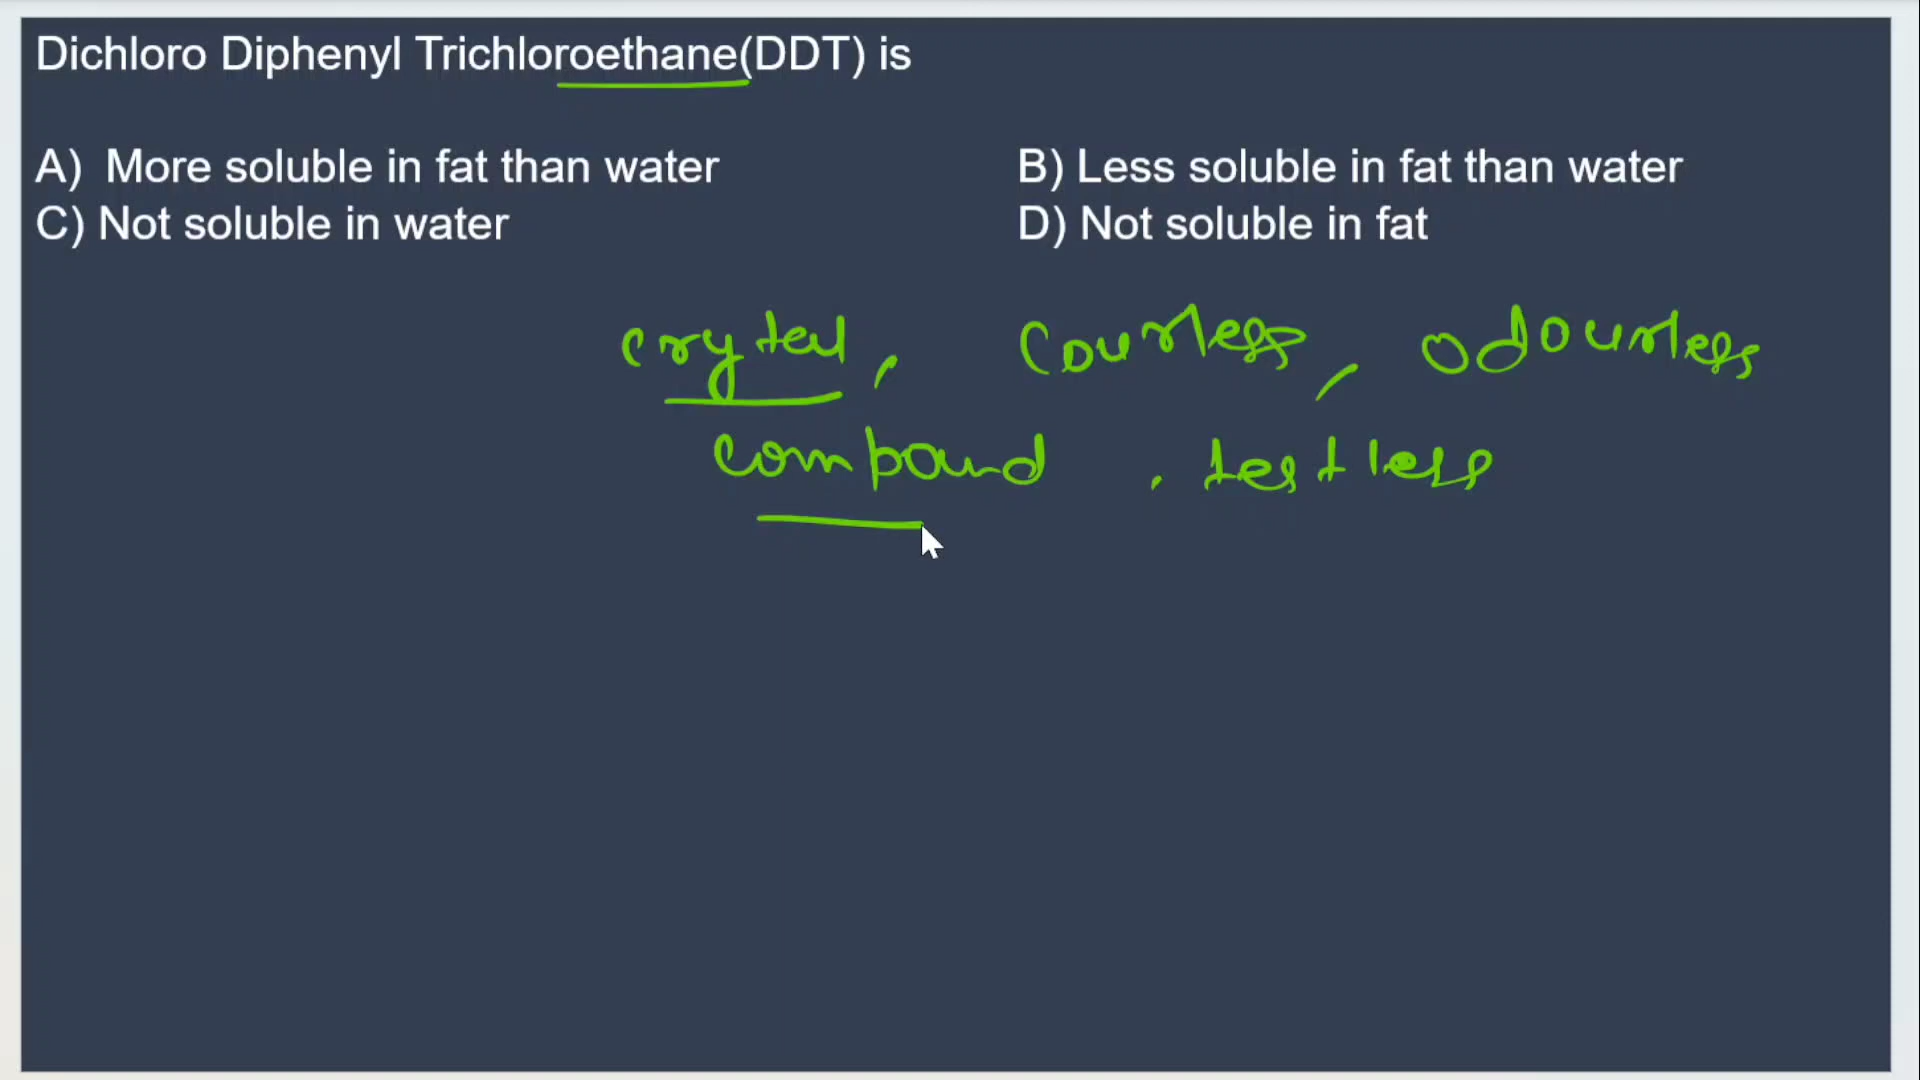 Dichloro Diphenyl Trichloroethane(DDT) is
A) More soluble in fat than water
B) Less soluble in fat than water
C) Not soluble in water
D) Not soluble in fat
crystal, Courless, odourless
compound . testless